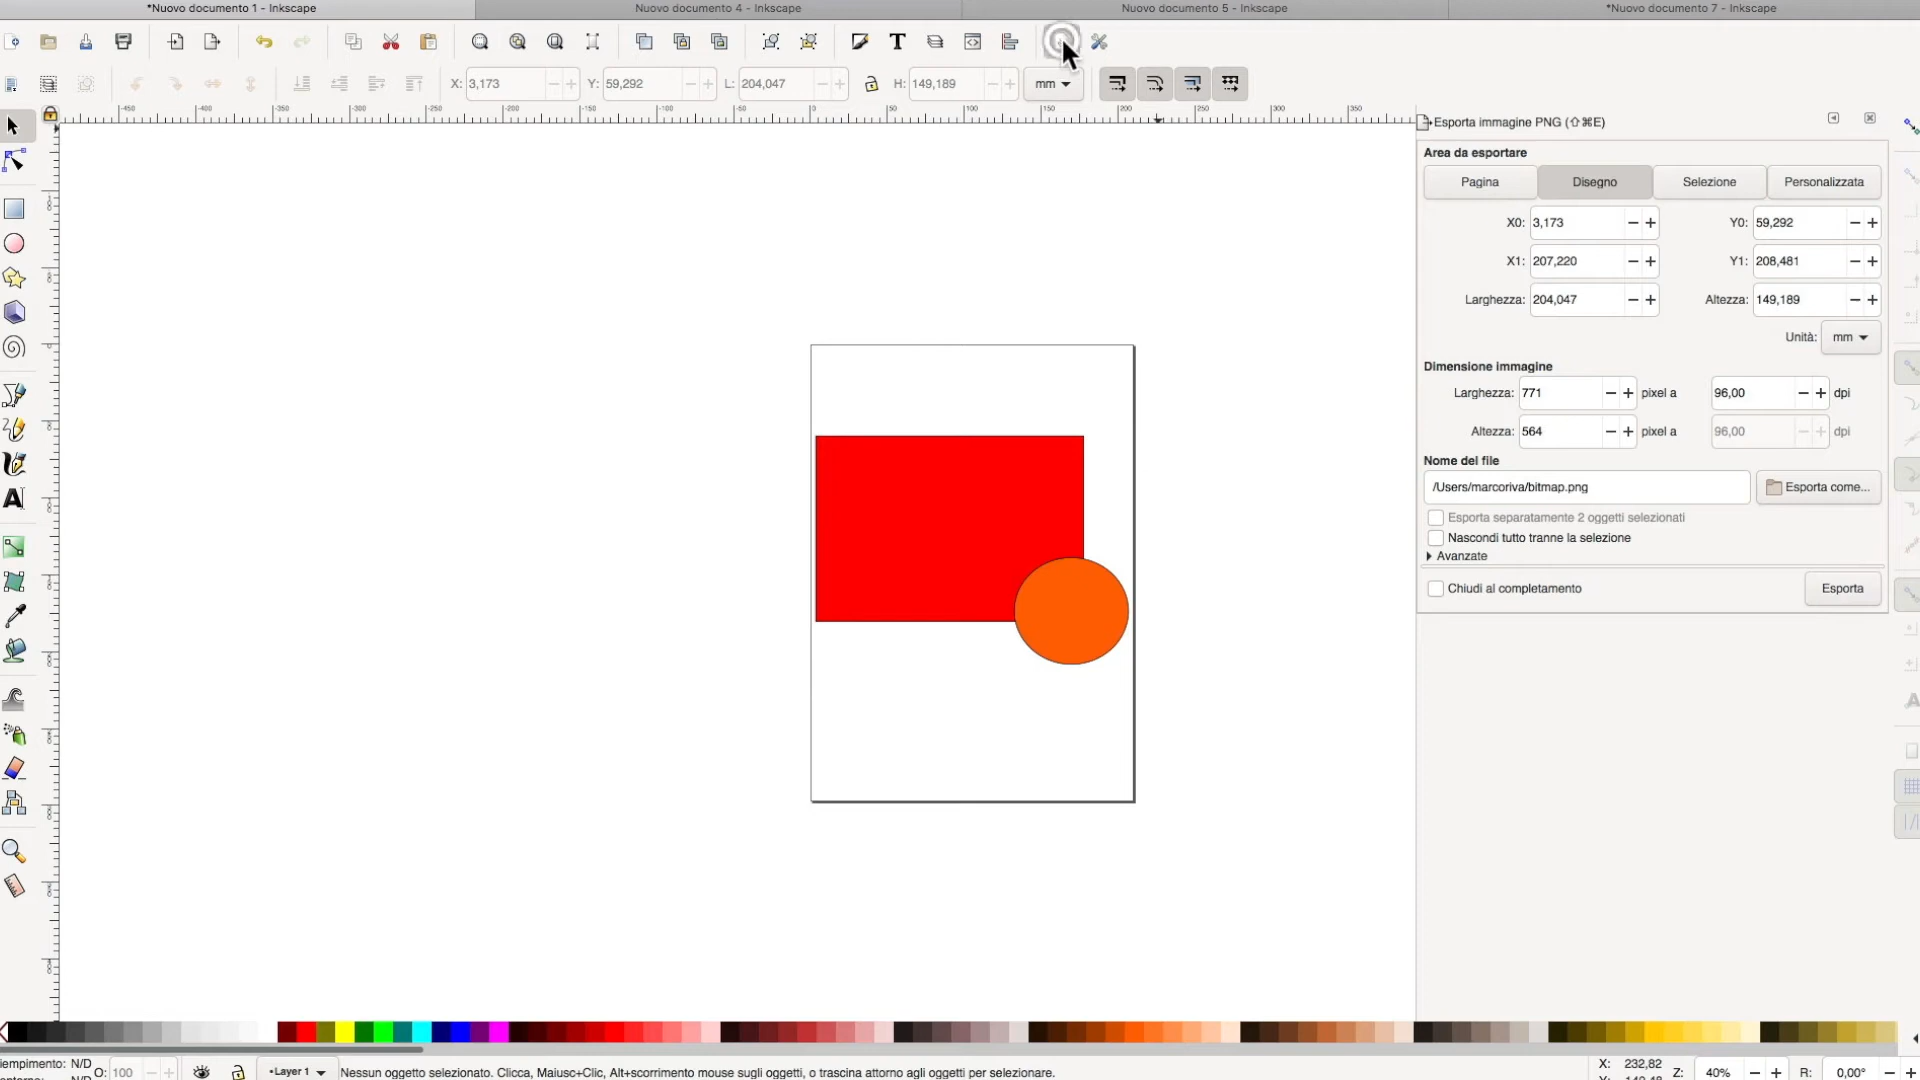 *Nuovo documento 1 - Inkscape
Nuovo documento 4 - Inkscape
Nuovo documento 5 - Inkscape
*Nuovo documento 7 - Inkscape
X: 3,173
Y: 59,292
L: 204,047
H: 149,189
mm
Esporta immagine PNG (⇧⌘E)
Area da esportare
Pagina Disegno Selezione Personalizzata
X0: 3,173 Y0: 59,292
X1: 207,220 Y1: 208,481
Larghezza: 204,047 Altezza: 149,189
Unità: mm
Dimensione immagine
Larghezza: 771 pixel a 96,00 dpi
Altezza: 564 pixel a 96,00 dpi
Nome del file
/Users/marcoriva/bitmap.png Esporta come...
Esporta separatamente 2 oggetti selezionati
Nascondi tutto tranne la selezione
Avanzate
Chiudi al completamento Esporta
iempimento: N/D O: 100 •Layer 1 Nessun oggetto selezionato. Clicca, Maiusc+Clic, Alt+scorrimento mouse sugli oggetti, o trascina attorno agli oggetti per selezionare. X: 232,82 Z: 40% R: 0,00°